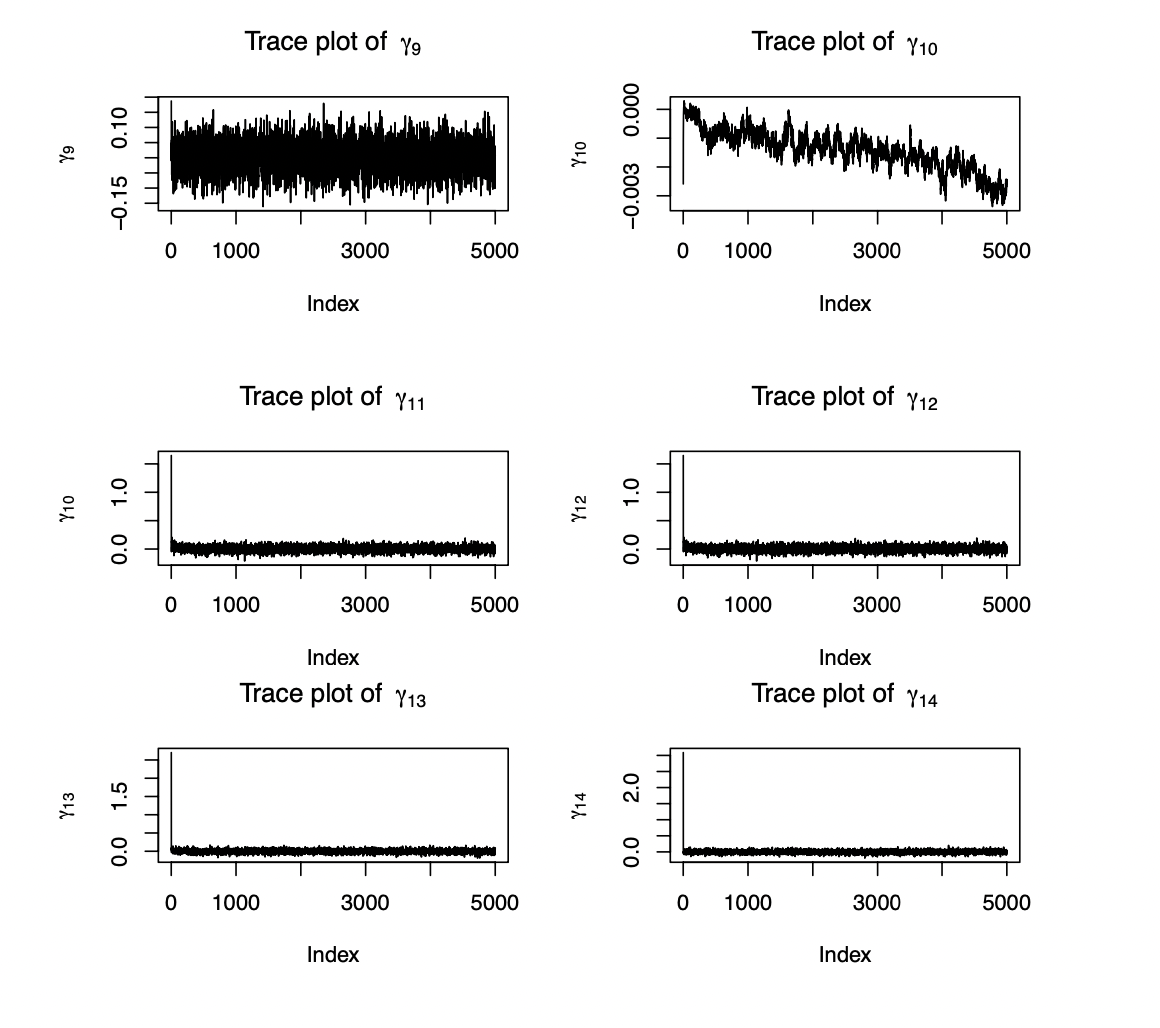 Trace plot of γ9
γ9
−0.15
0.10
0
1000
3000
5000
Index
Trace plot of γ10
γ10
−0.003
0.000
0
1000
3000
5000
Index
Trace plot of γ11
γ10
0.0
1.0
0
1000
3000
5000
Index
Trace plot of γ12
γ12
0.0
1.0
0
1000
3000
5000
Index
Trace plot of γ13
γ13
0.0
1.5
0
1000
3000
5000
Index
Trace plot of γ14
γ14
0.0
2.0
0
1000
3000
5000
Index